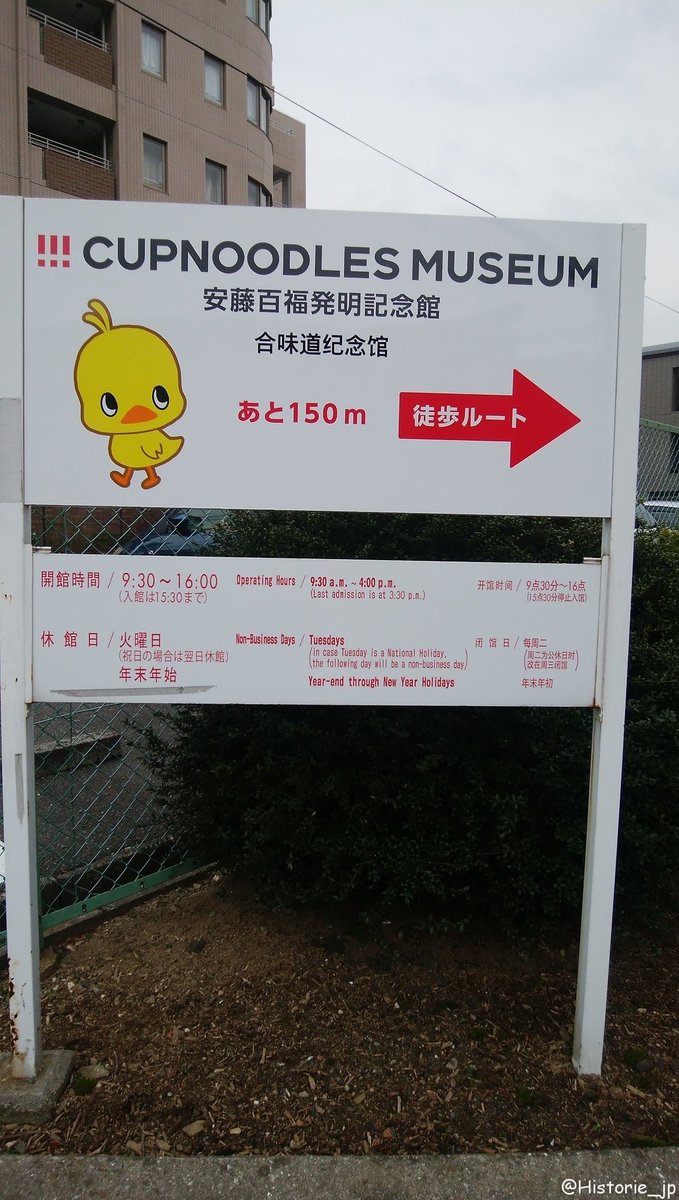 !!! CUPNOODLES MUSEUM
安藤百福発明記念館
合味道纪念馆
あと150m
徒歩ルート
開館時間 / 9:30～16:00
(入館は15:30まで)
休館日 / 火曜日
(祝日の場合は翌日休館)
年末年始
Operating Hours / 9:30 a.m. ~ 4:00 p.m.
(Last admission is at 3:30 p.m.)
Non-Business Days / Tuesdays
(in case Tuesday is a National Holiday,
the following day will be a non-business day)
Year-end through New Year Holidays
开馆时间 / 9点30分～16点
(15点30分停止入馆)
闭馆日 / 每周二
(周二为公休日时
改在周三闭馆)
年末年初
@Historie_jp